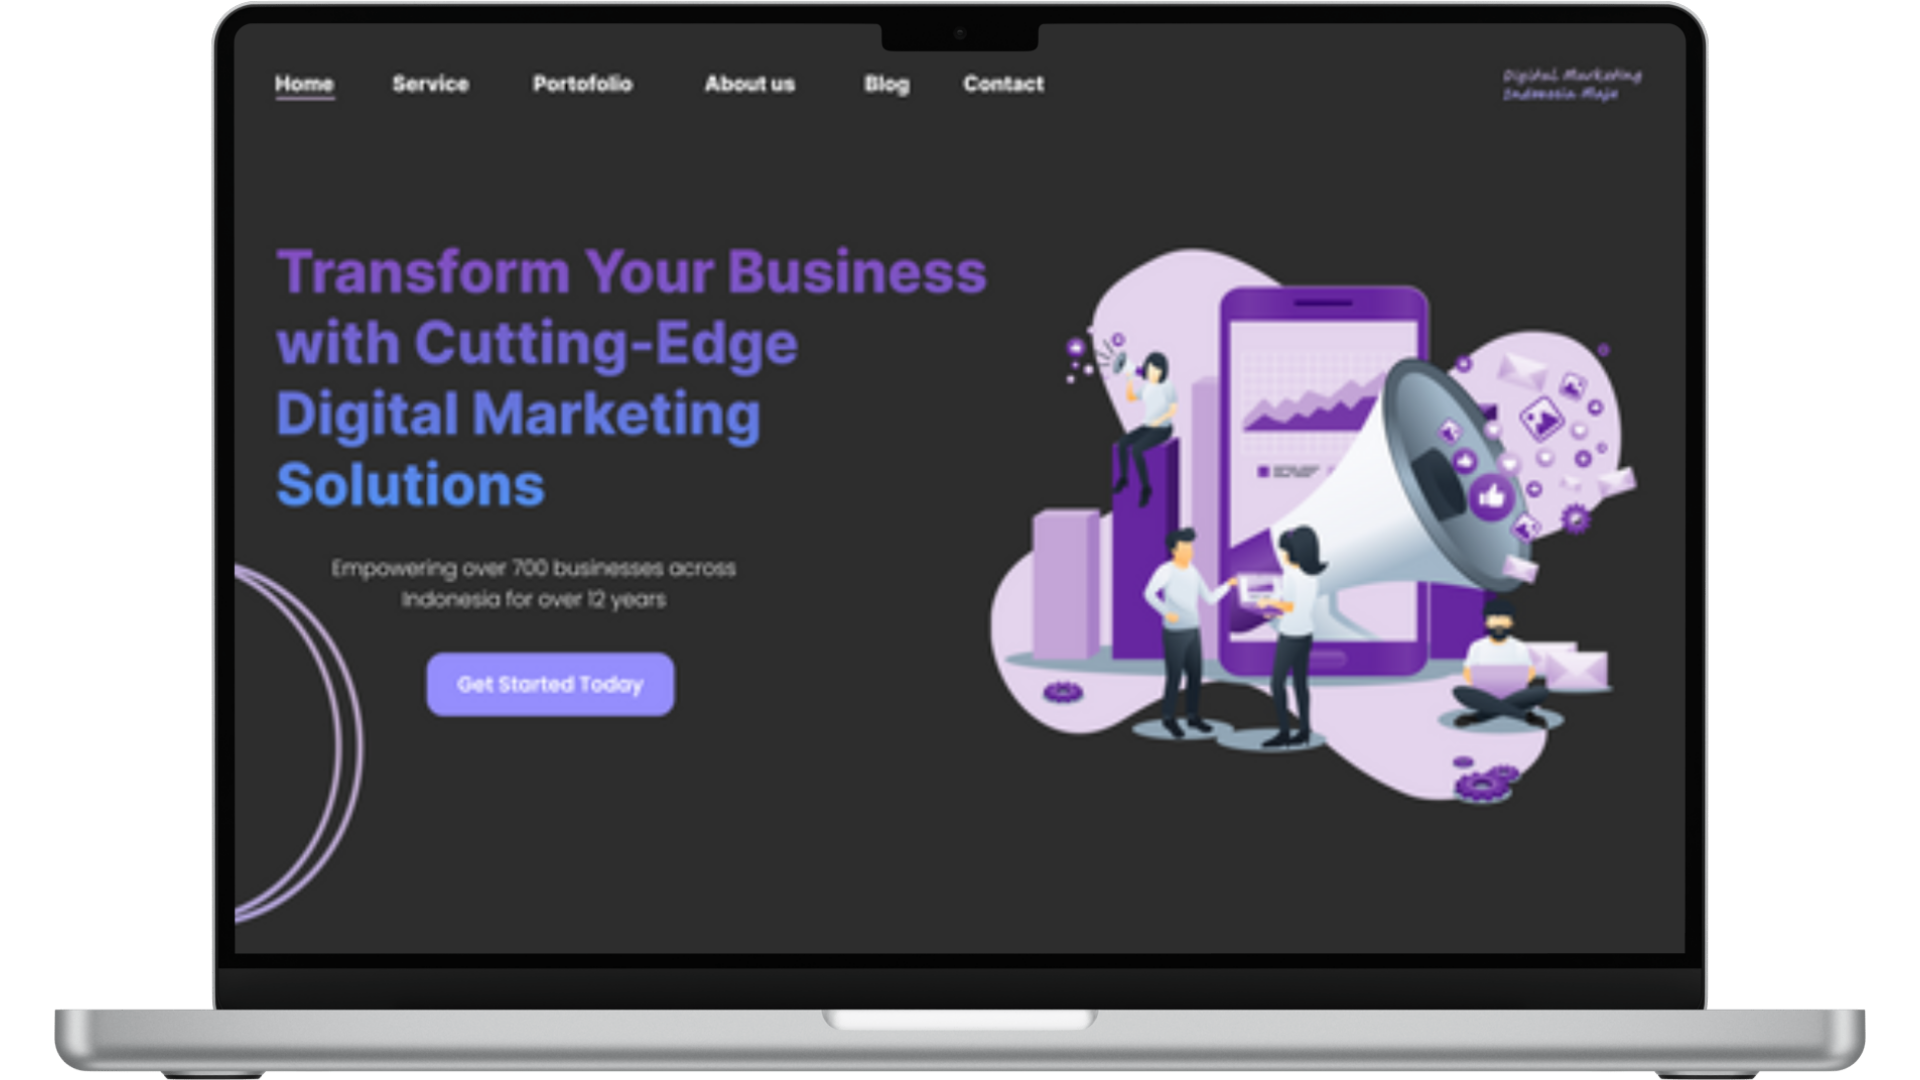 Home Service Portofolio About us Blog Contact
Digital Marketing
Indonesia Maju
Transform Your Business
with Cutting-Edge
Digital Marketing
Solutions
Empowering over 700 businesses across
Indonesia for over 12 years
Get Started Today